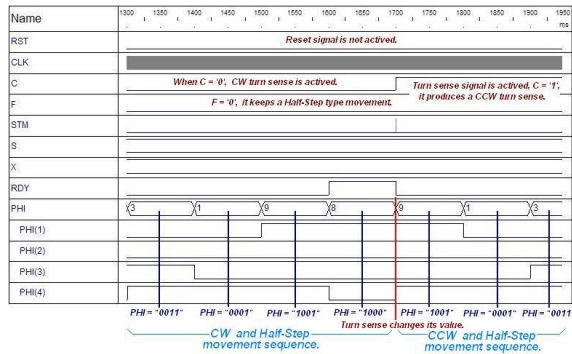 Name 1300 1350 1400 1450 1500 1550 1600 1650 1700 1750 1800 1850 1900 1950
ms
RST Reset signal is not actived.
CLK
C When C = '0', CW turn sense is actived. Turn sense signal is actived, C = '1',
it produces a CCW turn sense.
F F = '0', it keeps a Half-Step type movement.
STM
S
X
RDY
PHI 3 1 9 8 9 1 3
PHI(1)
PHI(2)
PHI(3)
PHI(4)
PHI = "0011" PHI = "0001" PHI = "1001" PHI = "1000" PHI = "1001" PHI = "0001" PHI = "0011
Turn sense changes its value.
CW and Half-Step
movement sequence.
CCW and Half-Step
movement sequence.